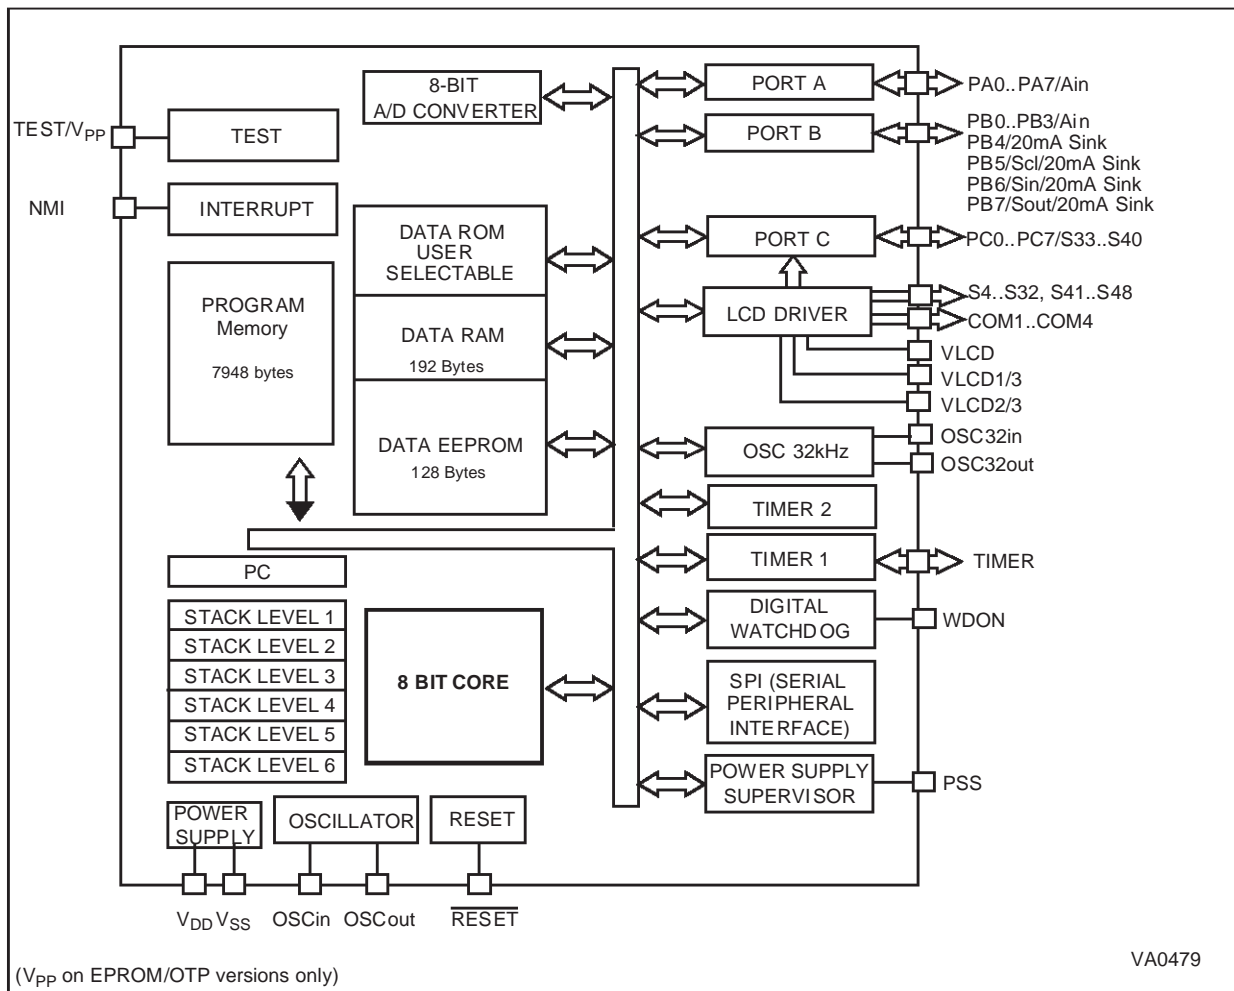 8-BIT
A/D CONVERTER
PORT A
PA0..PA7/Ain
TEST/VPP
TEST
PORT B
PB0..PB3/Ain
PB4/20mA Sink
PB5/Scl/20mA Sink
PB6/Sin/20mA Sink
PB7/Sout/20mA Sink
NMI
INTERRUPT
DATA ROM
USER
SELECTABLE
PORT C
PC0..PC7/S33..S40
PROGRAM
Memory
7948 bytes
DATA RAM
192 Bytes
LCD DRIVER
S4..S32, S41..S48
COM1..COM4
VLCD
VLCD1/3
VLCD2/3
DATA EEPROM
128 Bytes
OSC 32kHz
OSC32in
OSC32out
TIMER 2
TIMER 1
TIMER
PC
STACK LEVEL 1
STACK LEVEL 2
STACK LEVEL 3
STACK LEVEL 4
STACK LEVEL 5
STACK LEVEL 6
8 BIT CORE
DIGITAL
WATCHDOG
WDON
SPI (SERIAL
PERIPHERAL
INTERFACE)
POWER SUPPLY
SUPERVISOR
PSS
POWER
SUPPLY
OSCILLATOR
RESET
VDD VSS OSCin OSCout RESET
VA0479
(VPP on EPROM/OTP versions only)